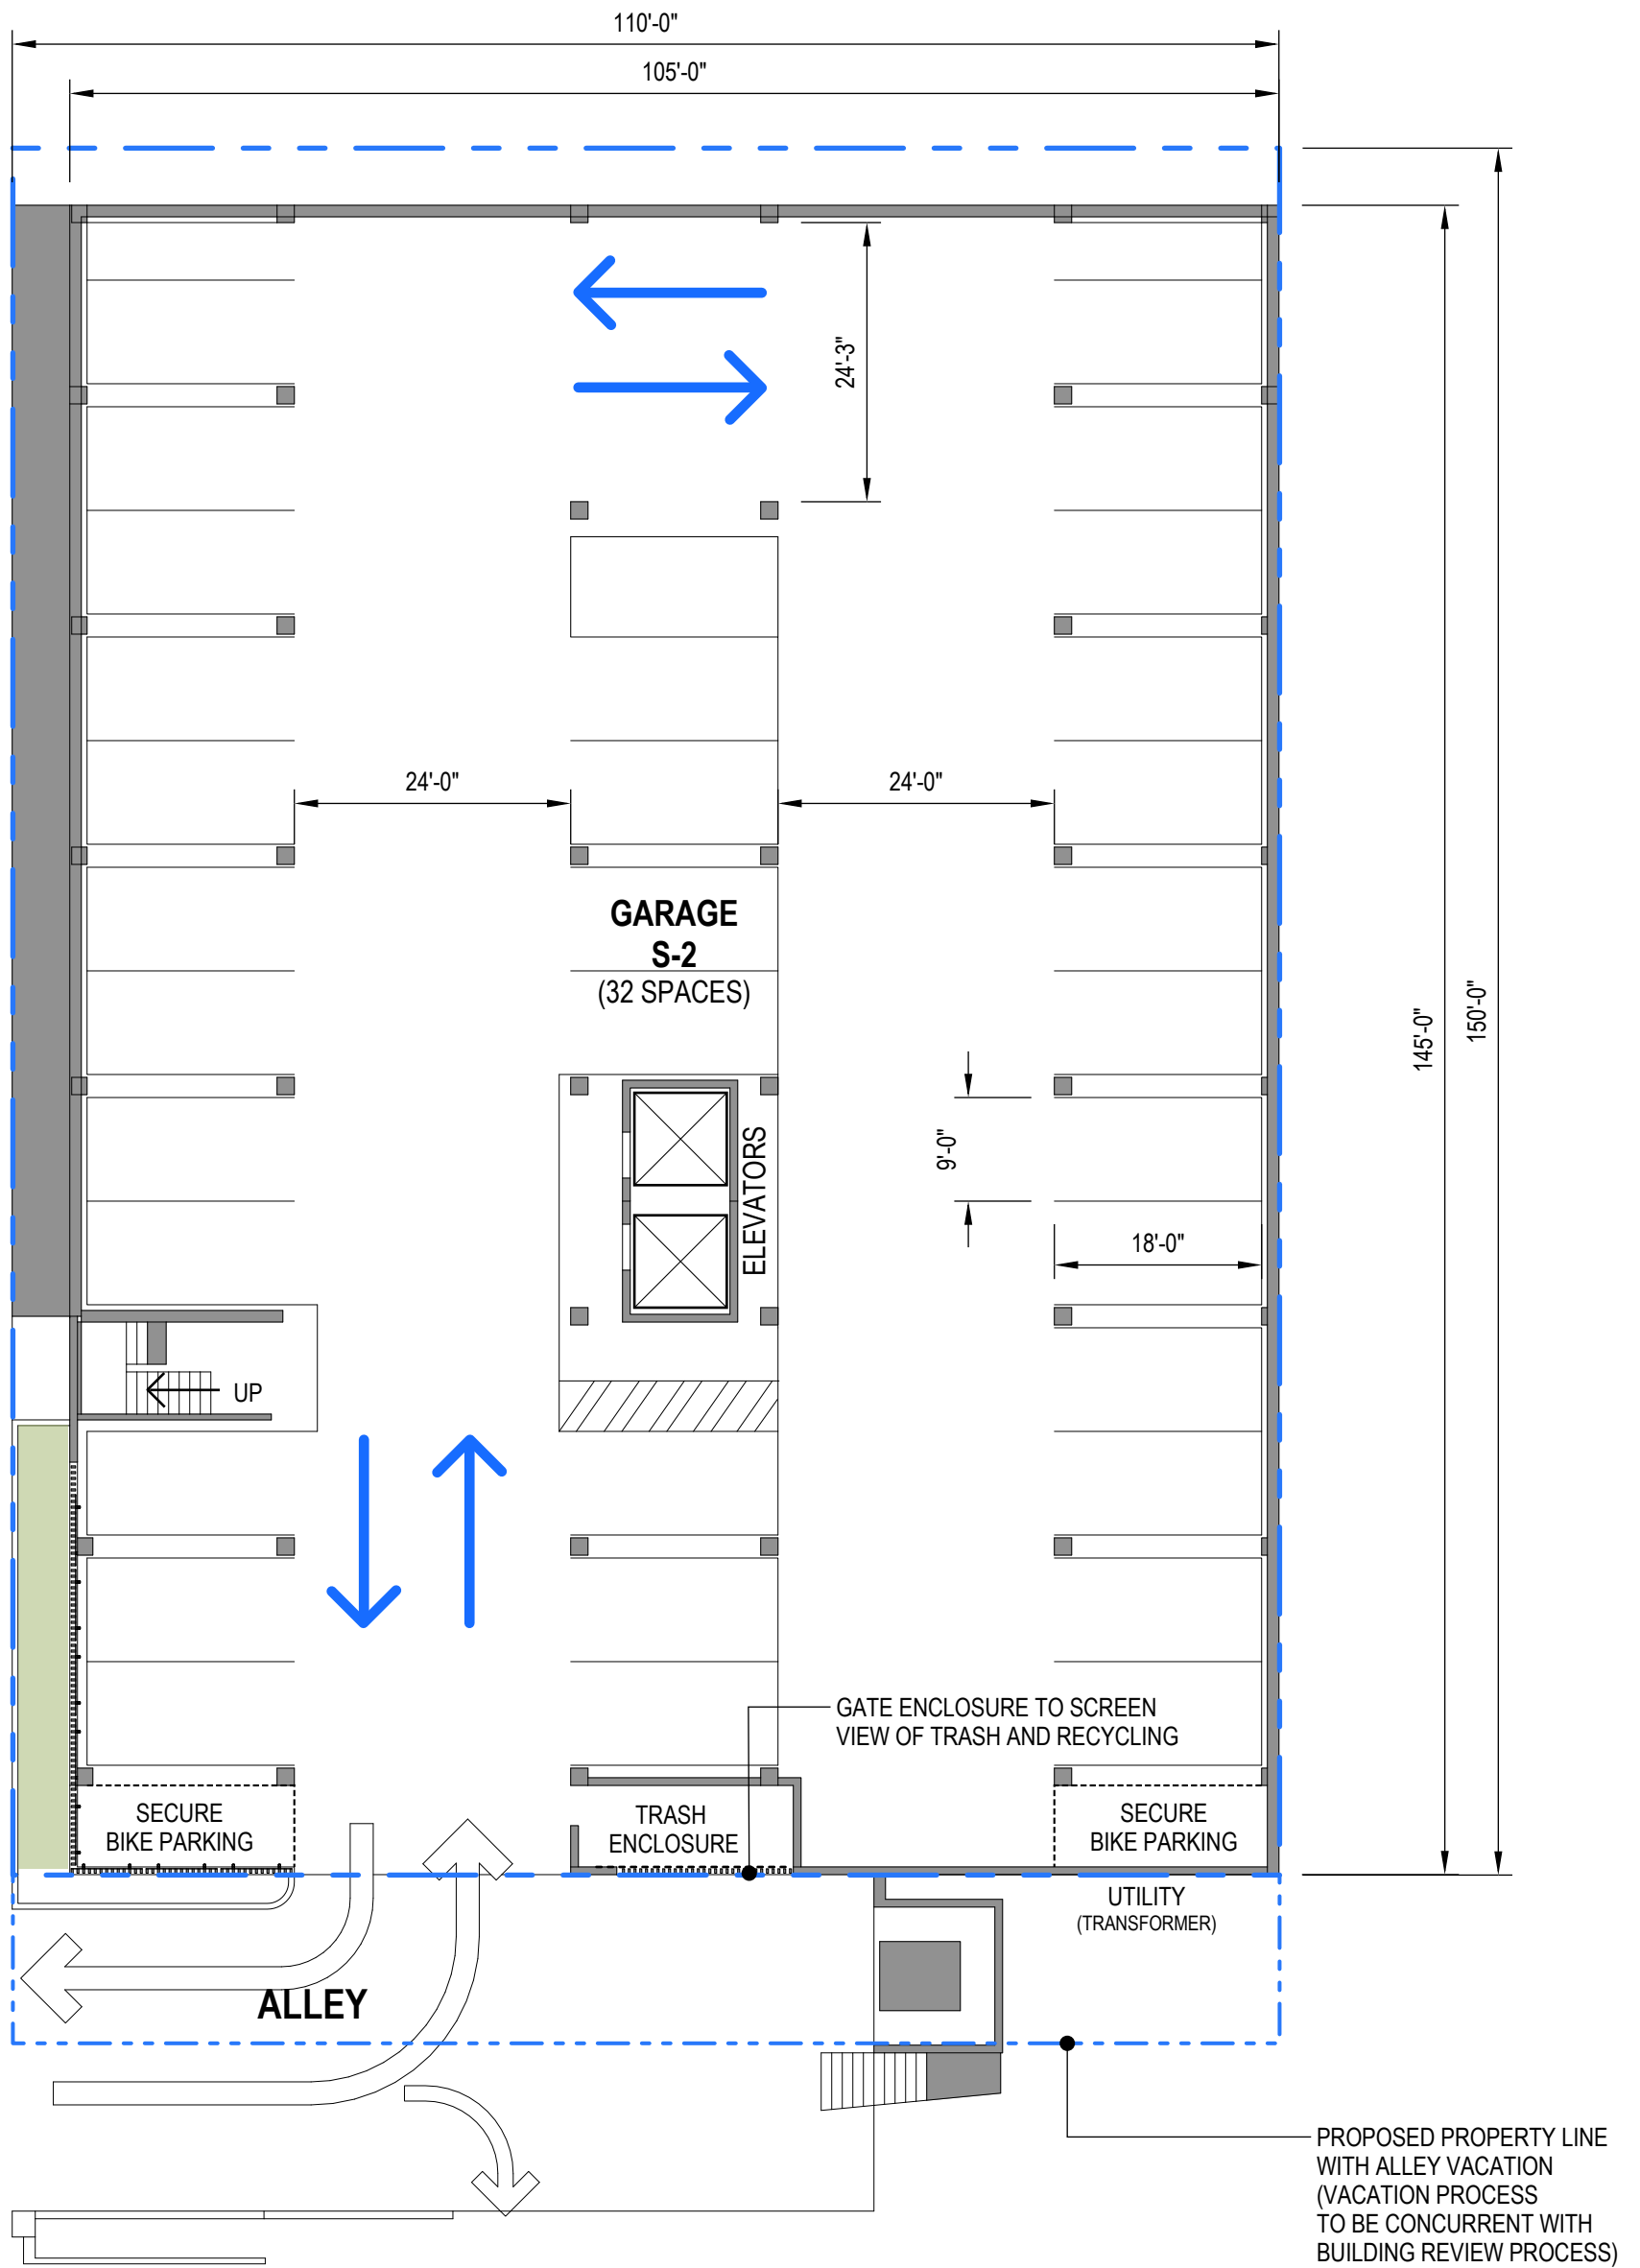 110'-0"
105'-0"
24'-3"
24'-0"
24'-0"
GARAGE
S-2
(32 SPACES)
145'-0"
150'-0"
ELEVATORS
9'-0"
18'-0"
UP
GATE ENCLOSURE TO SCREEN
VIEW OF TRASH AND RECYCLING
SECURE
BIKE PARKING
TRASH
ENCLOSURE
SECURE
BIKE PARKING
UTILITY
(TRANSFORMER)
ALLEY
PROPOSED PROPERTY LINE
WITH ALLEY VACATION
(VACATION PROCESS
TO BE CONCURRENT WITH
BUILDING REVIEW PROCESS)